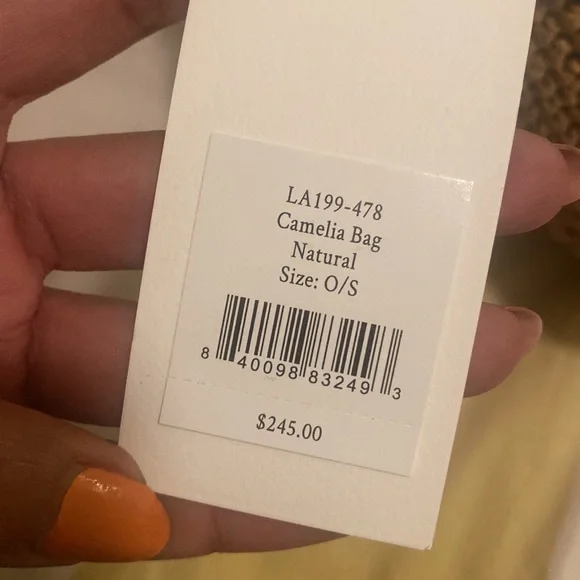 LA199-478
Camelia Bag
Natural
Size: O/S
8 40098 83249 3
$245.00